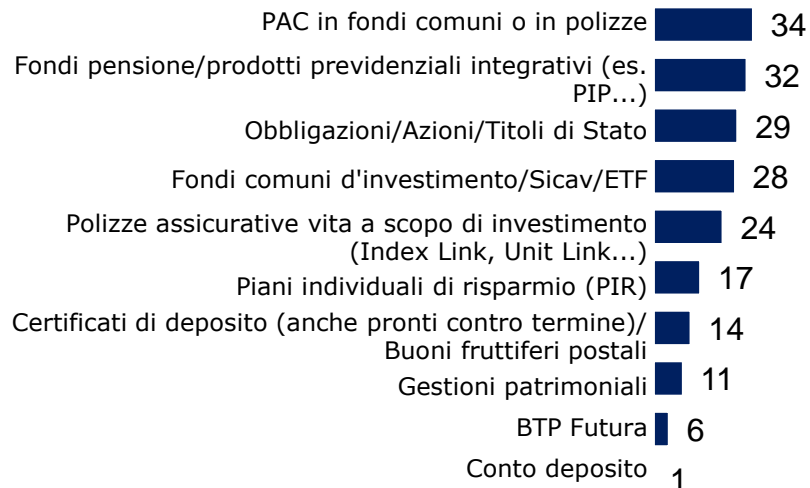 PAC in fondi comuni o in polizze 34
Fondi pensione/prodotti previdenziali integrativi (es.
PIP...) 32
Obbligazioni/Azioni/Titoli di Stato 29
Fondi comuni d'investimento/Sicav/ETF 28
Polizze assicurative vita a scopo di investimento
(Index Link, Unit Link...) 24
Piani individuali di risparmio (PIR) 17
Certificati di deposito (anche pronti contro termine)/
Buoni fruttiferi postali 14
Gestioni patrimoniali 11
BTP Futura 6
Conto deposito 1